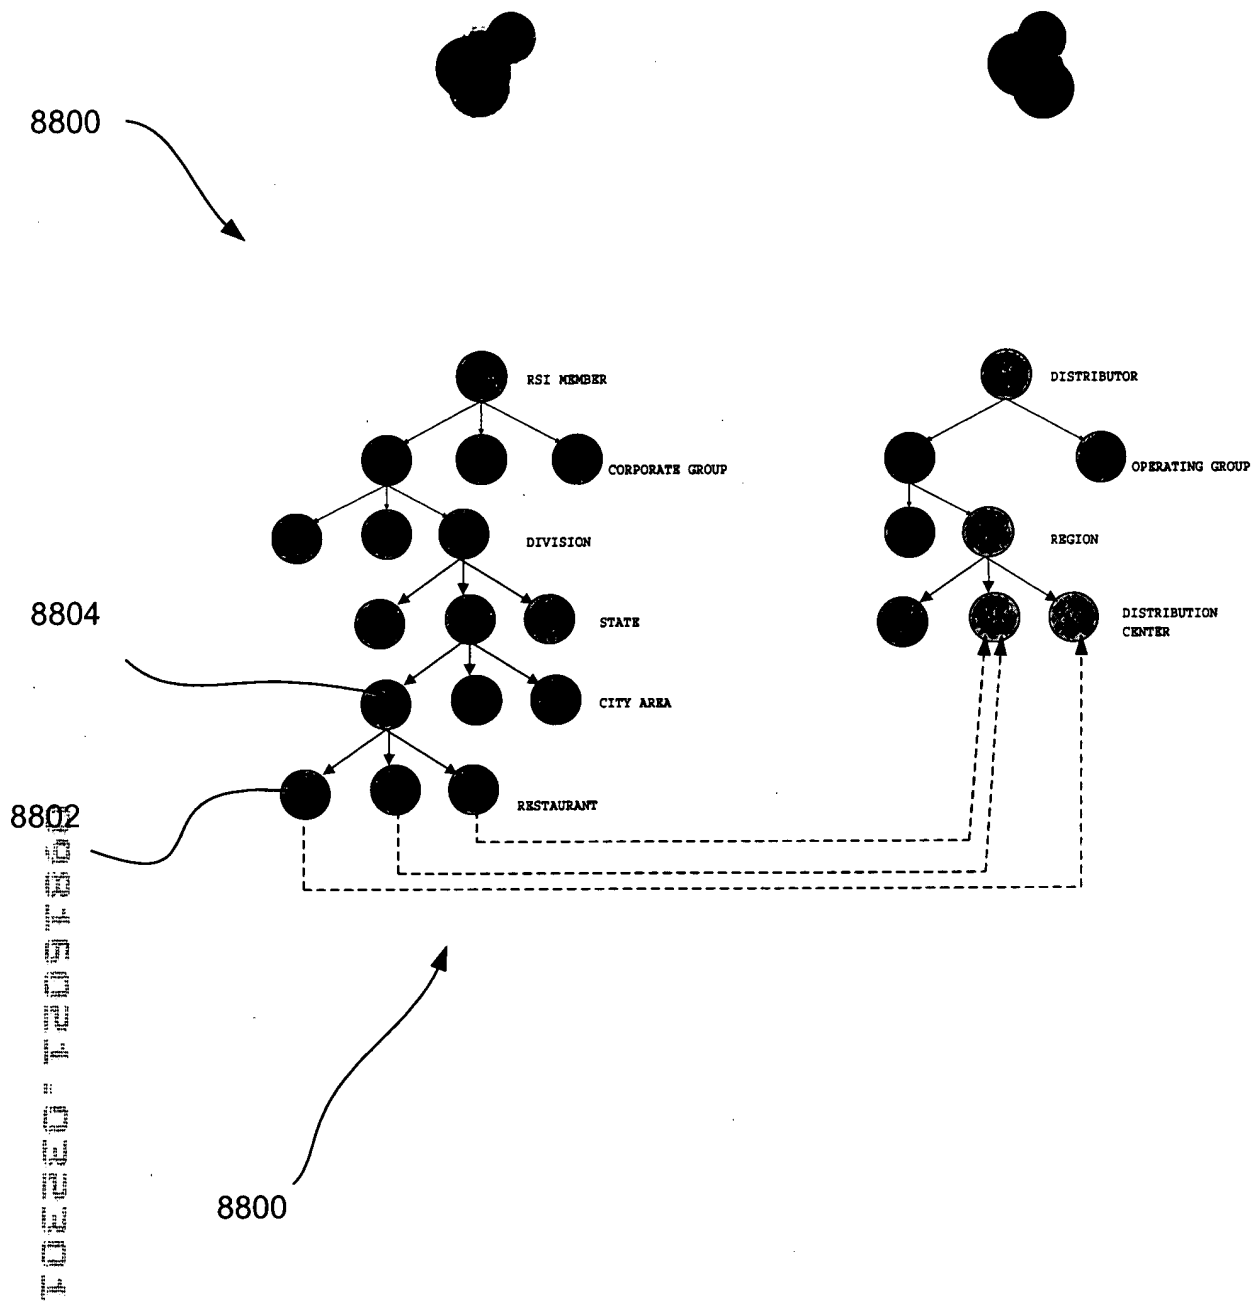 8800
RSI MEMBER
DISTRIBUTOR
CORPORATE GROUP
OPERATING GROUP
DIVISION
REGION
8804
STATE
DISTRIBUTION
CENTER
CITY AREA
8802
RESTAURANT
8800